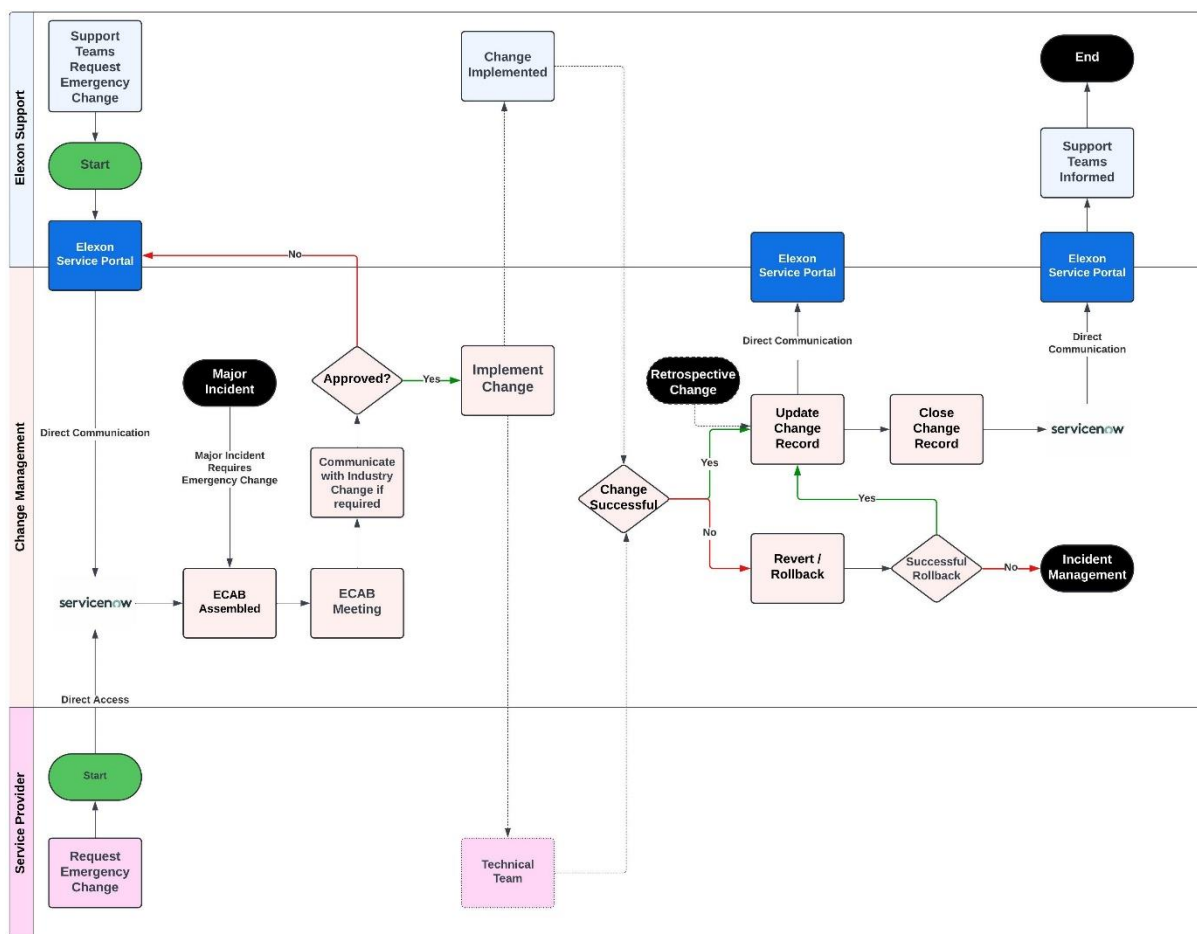 Elexon Support
Support
Teams
Request
Emergency
Change
Start
Elexon
Service Portal
Change
Implemented
End
Support
Teams
Informed
Elexon
Service Portal
Elexon
Service Portal
No
Change Management
Direct Communication
Major
Incident
Major Incident
Requires
Emergency Change
Approved?
Yes
Implement
Change
Communicate
with Industry
Change if
required
servicenow
ECAB
Assembled
ECAB
Meeting
Direct Access
Direct Communication
Direct
Communication
Retrospective
Change
Update
Change
Record
Close
Change
Record
servicenow
Yes
Change
Successful
No
Yes
Revert /
Rollback
Successful
Rollback
No
Incident
Management
Service Provider
Start
Request
Emergency
Change
Technical
Team